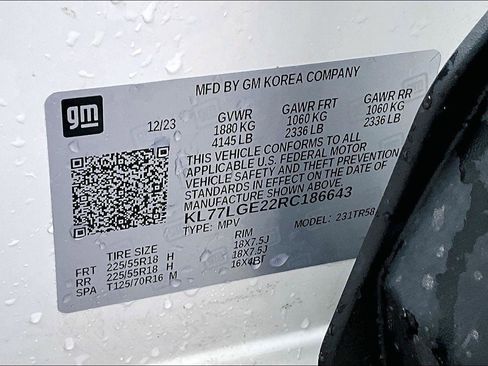 MFD BY GM KOREA COMPANY
gm
12/23
GVWR GAWR FRT GAWR RR
1880 KG 1060 KG 1060 KG
4145 LB 2336 LB 2336 LB
THIS VEHICLE CONFORMS TO ALL
APPLICABLE U.S. FEDERAL MOTOR
VEHICLE SAFETY AND THEFT PREVENTION
STANDARDS IN EFFECT ON THE DATE OF
MANUFACTURE SHOWN ABOVE.
KL77LGE22RC186643
TYPE: MPV MODEL: 231TR58
TIRE SIZE RIM
FRT 225/55R18 H 18X7.5J
RR 225/55R18 H 18X7.5J
SPA T125/70R16 M 16X4BT